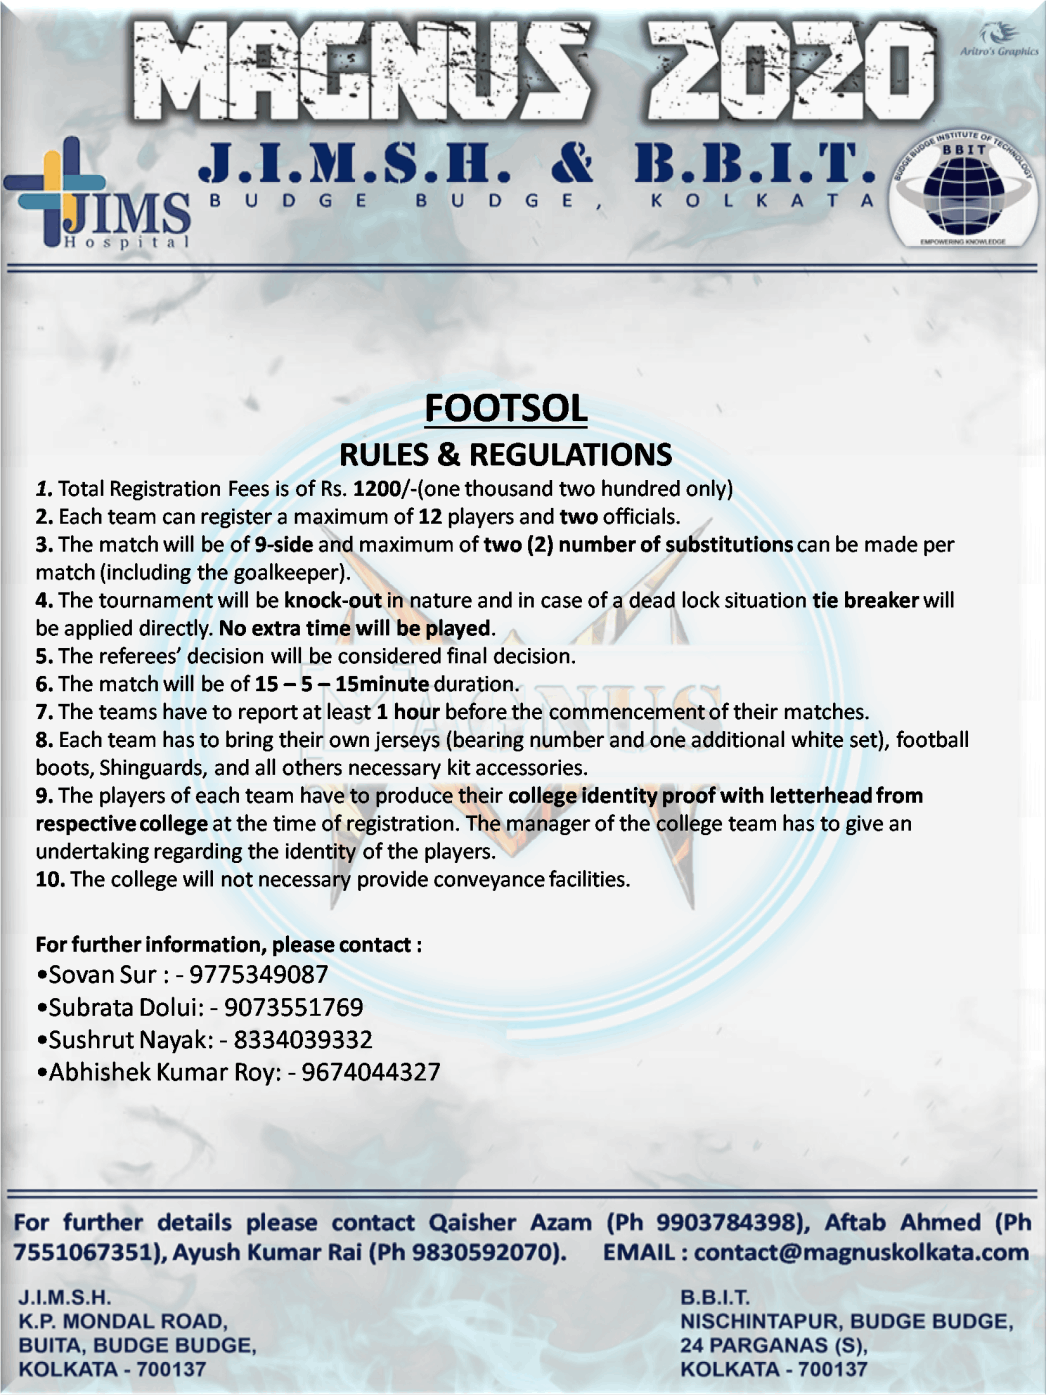 MAGNUS 2020
Aritro's Graphics
J.I.M.S.H. & B.B.I.T.
BUDGE BUDGE, KOLKATA
JIMS
Hospital
BUDGE BUDGE INSTITUTE OF TECHNOLOGY
BBIT
EMPOWERING KNOWLEDGE
FOOTSOL
RULES & REGULATIONS
1. Total Registration Fees is of Rs. 1200/-(one thousand two hundred only)
2. Each team can register a maximum of 12 players and two officials.
3. The match will be of 9-side and maximum of two (2) number of substitutions can be made per
match (including the goalkeeper).
4. The tournament will be knock-out in nature and in case of a dead lock situation tie breaker will
be applied directly. No extra time will be played.
5. The referees’ decision will be considered final decision.
6. The match will be of 15 – 5 – 15minute duration.
7. The teams have to report at least 1 hour before the commencement of their matches.
8. Each team has to bring their own jerseys (bearing number and one additional white set), football
boots, Shinguards, and all others necessary kit accessories.
9. The players of each team have to produce their college identity proof with letterhead from
respective college at the time of registration. The manager of the college team has to give an
undertaking regarding the identity of the players.
10. The college will not necessary provide conveyance facilities.
MAGNUS
For further information, please contact :
•Sovan Sur : - 9775349087
•Subrata Dolui: - 9073551769
•Sushrut Nayak: - 8334039332
•Abhishek Kumar Roy: - 9674044327
For further details please contact Qaisher Azam (Ph 9903784398), Aftab Ahmed (Ph
7551067351), Ayush Kumar Rai (Ph 9830592070). EMAIL : contact@magnuskolkata.com
J.I.M.S.H.
K.P. MONDAL ROAD,
BUITA, BUDGE BUDGE,
KOLKATA - 700137
B.B.I.T.
NISCHINTAPUR, BUDGE BUDGE,
24 PARGANAS (S),
KOLKATA - 700137